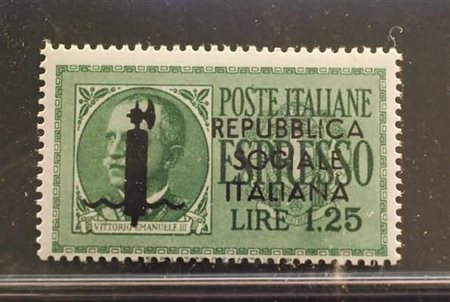 POSTE ITALIANE
REPUBBLICA
SOCIALE
ESPRESSO
ITALIANA
LIRE 1.25
VITTORIO EMANUELE III